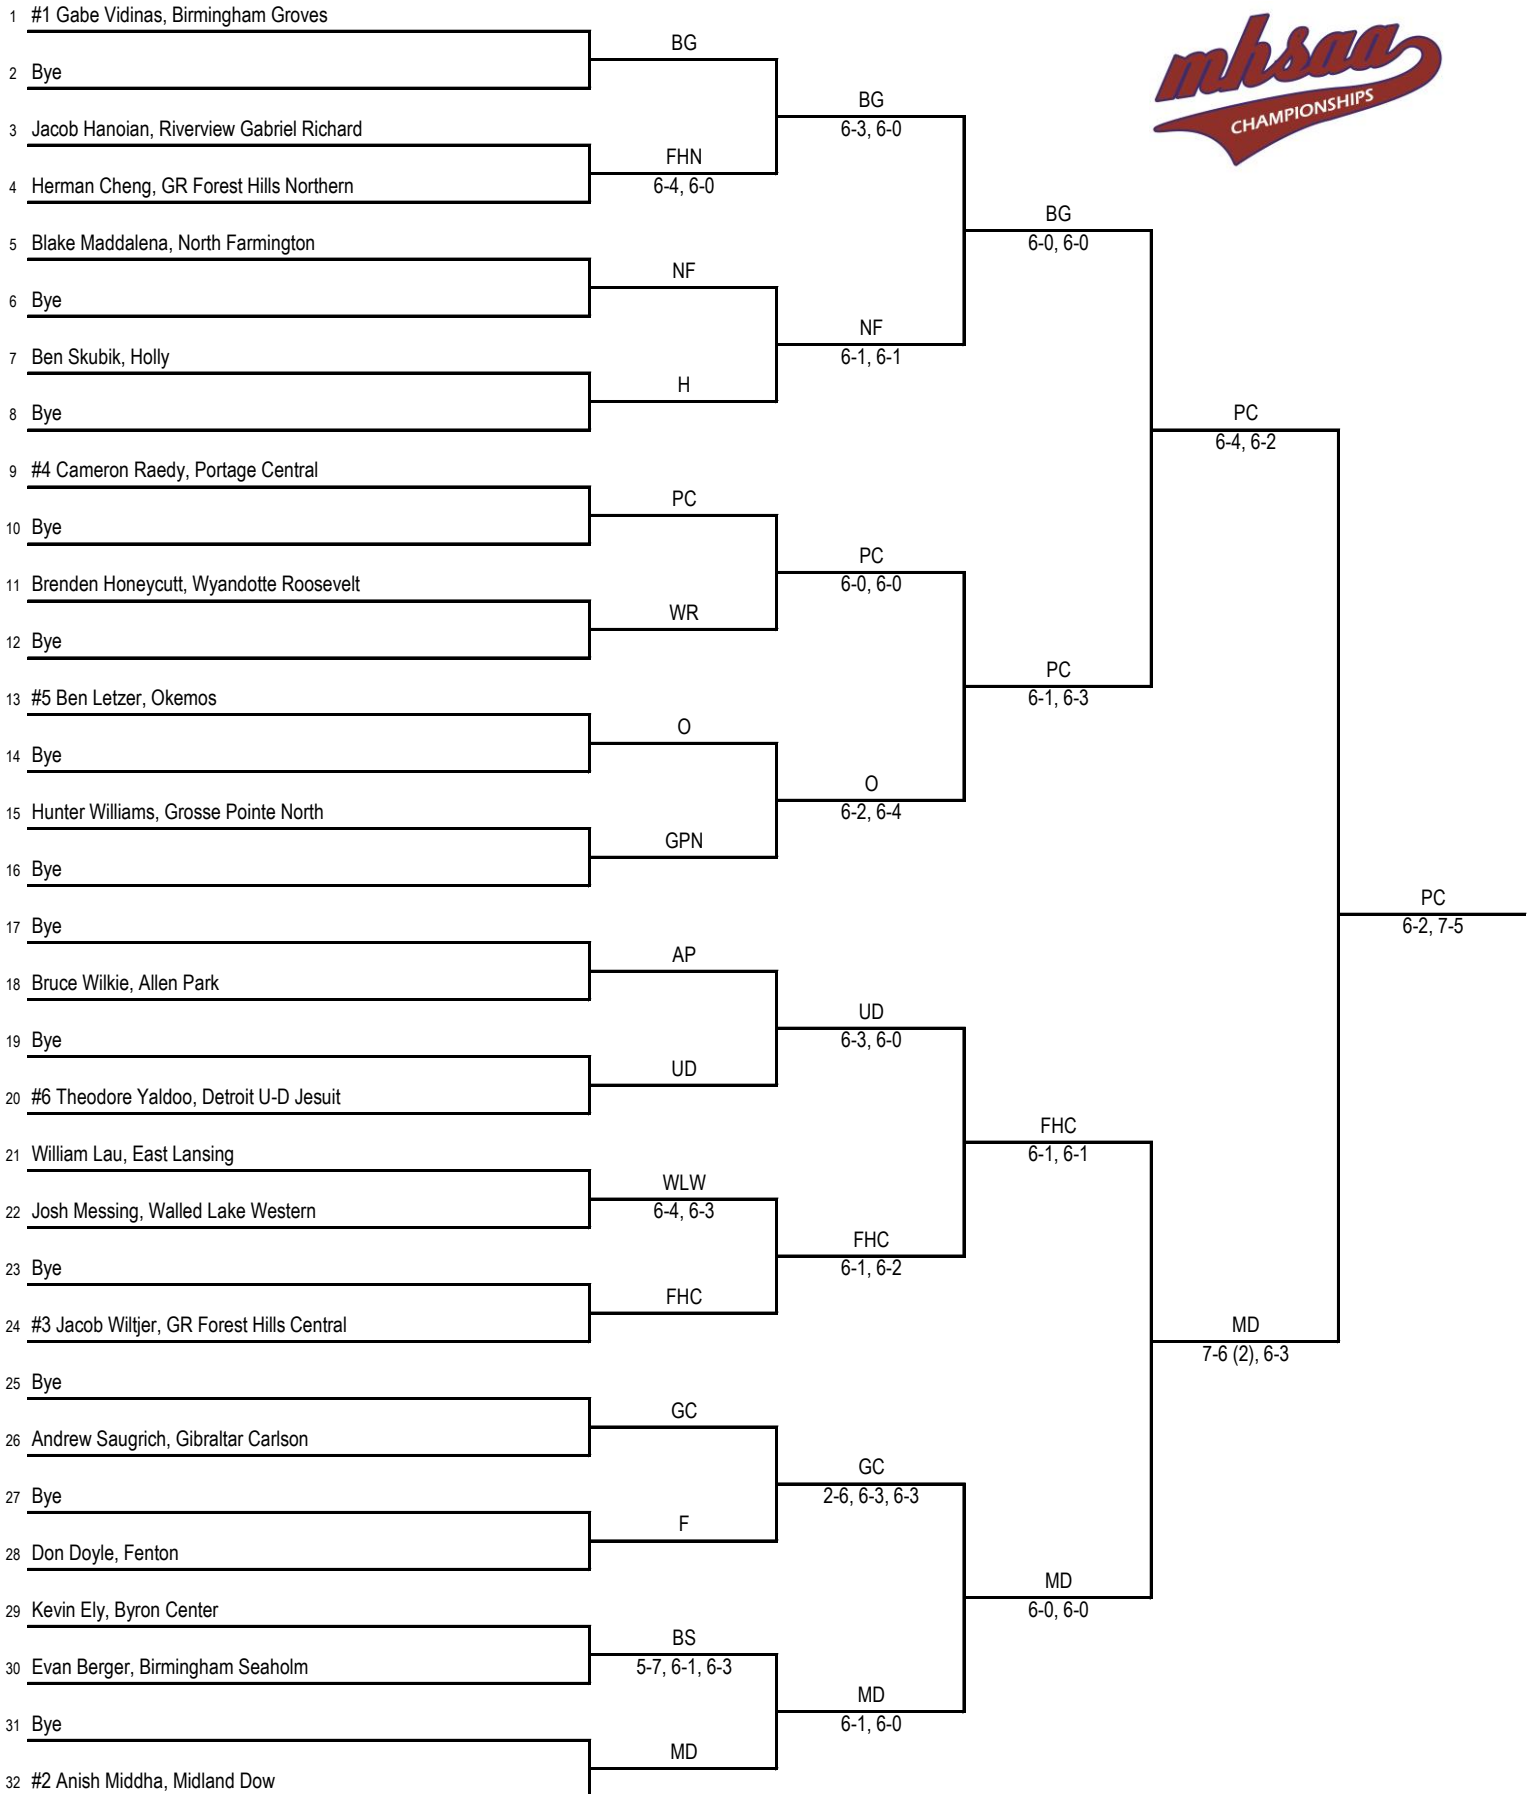 1 #1 Gabe Vidinas, Birmingham Groves
mhsaa
CHAMPIONSHIPS
BG
2 Bye
BG
6-3, 6-0
3 Jacob Hanoian, Riverview Gabriel Richard
FHN
6-4, 6-0
4 Herman Cheng, GR Forest Hills Northern
BG
6-0, 6-0
5 Blake Maddalena, North Farmington
NF
6 Bye
NF
6-1, 6-1
7 Ben Skubik, Holly
H
8 Bye
PC
6-4, 6-2
9 #4 Cameron Raedy, Portage Central
PC
10 Bye
PC
6-0, 6-0
11 Brenden Honeycutt, Wyandotte Roosevelt
WR
12 Bye
PC
6-1, 6-3
13 #5 Ben Letzer, Okemos
O
14 Bye
O
6-2, 6-4
15 Hunter Williams, Grosse Pointe North
GPN
16 Bye
PC
6-2, 7-5
17 Bye
AP
18 Bruce Wilkie, Allen Park
UD
6-3, 6-0
19 Bye
UD
20 #6 Theodore Yaldoo, Detroit U-D Jesuit
FHC
6-1, 6-1
21 William Lau, East Lansing
WLW
6-4, 6-3
22 Josh Messing, Walled Lake Western
FHC
6-1, 6-2
23 Bye
FHC
24 #3 Jacob Wiltjer, GR Forest Hills Central
MD
7-6 (2), 6-3
25 Bye
GC
26 Andrew Saugrich, Gibraltar Carlson
GC
2-6, 6-3, 6-3
27 Bye
F
28 Don Doyle, Fenton
MD
6-0, 6-0
29 Kevin Ely, Byron Center
BS
5-7, 6-1, 6-3
30 Evan Berger, Birmingham Seaholm
MD
6-1, 6-0
31 Bye
MD
32 #2 Anish Middha, Midland Dow